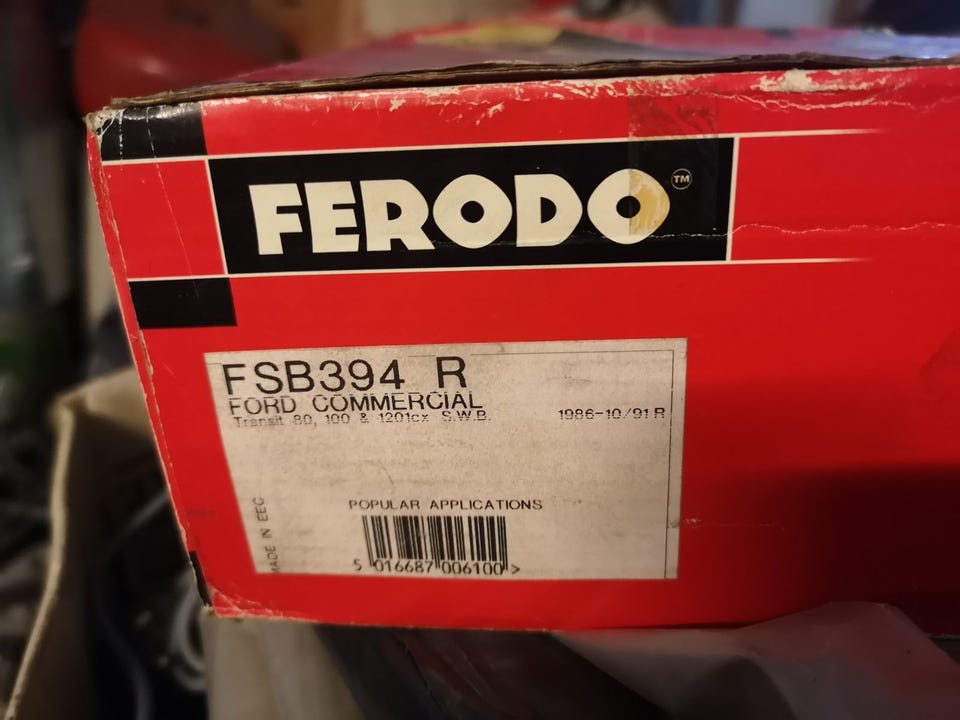 FERODO™
FSB394 R
FORD COMMERCIAL
Transit 80, 100 & 120icx S.W.B. 1986-10/91 R
POPULAR APPLICATIONS
MADE IN EEC
5 016687 006100 >